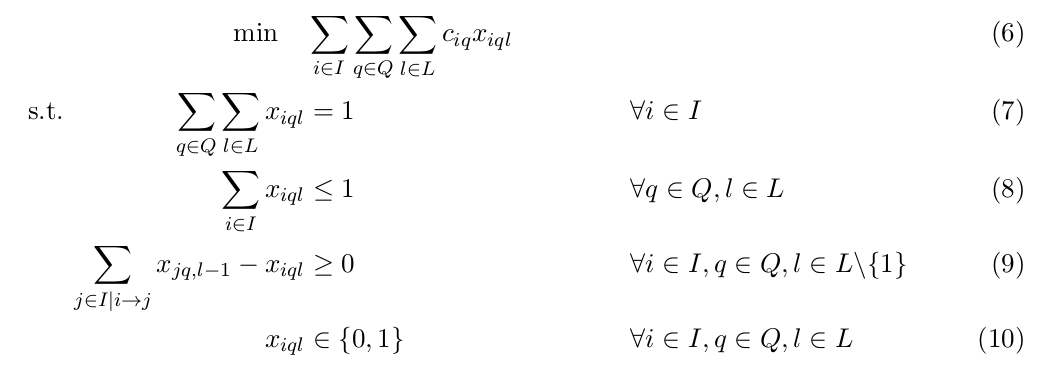 min ∑_{i∈I} ∑_{q∈Q} ∑_{l∈L} c_{iq}x_{iql} (6)
s.t. ∑_{q∈Q} ∑_{l∈L} x_{iql} = 1 ∀i ∈ I (7)
∑_{i∈I} x_{iql} ≤ 1 ∀q ∈ Q, l ∈ L (8)
∑_{j∈I|i→j} x_{jq,l−1} − x_{iql} ≥ 0 ∀i ∈ I, q ∈ Q, l ∈ L\{1} (9)
x_{iql} ∈ {0, 1} ∀i ∈ I, q ∈ Q, l ∈ L (10)